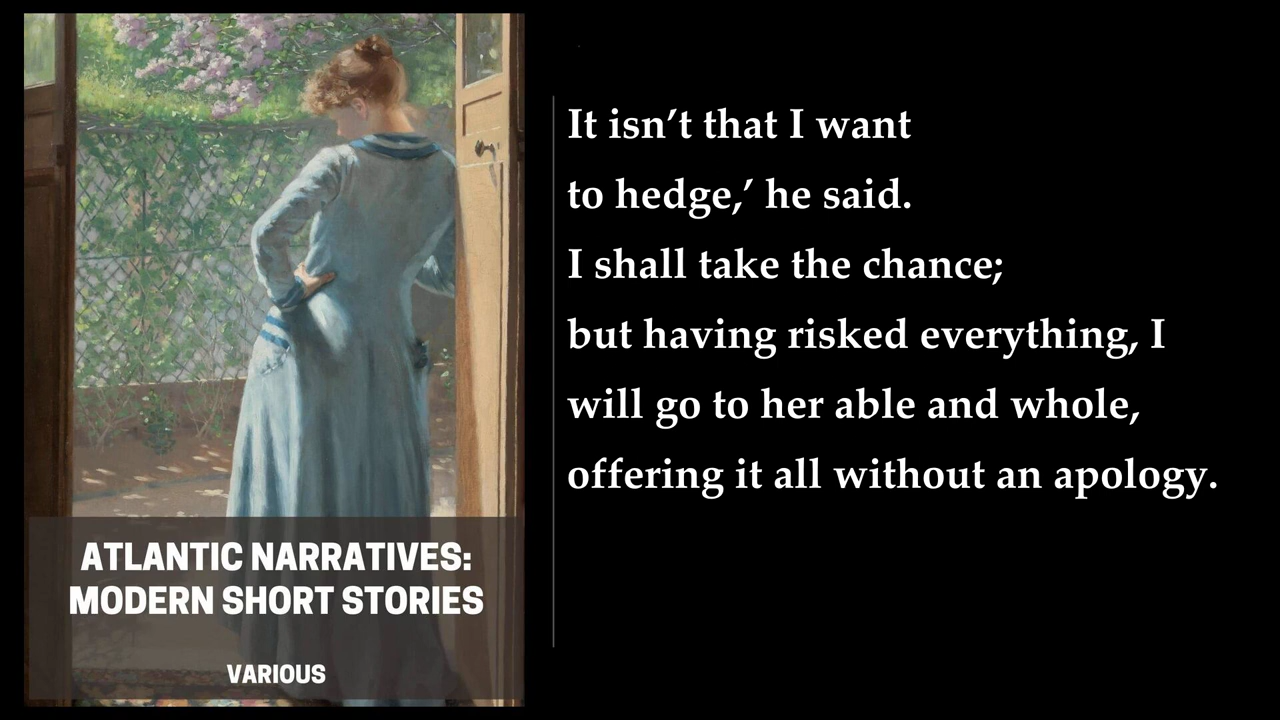 It isn’t that I want
to hedge,’ he said.
I shall take the chance;
but having risked everything, I
will go to her able and whole,
offering it all without an apology.
ATLANTIC NARRATIVES:
MODERN SHORT STORIES
VARIOUS